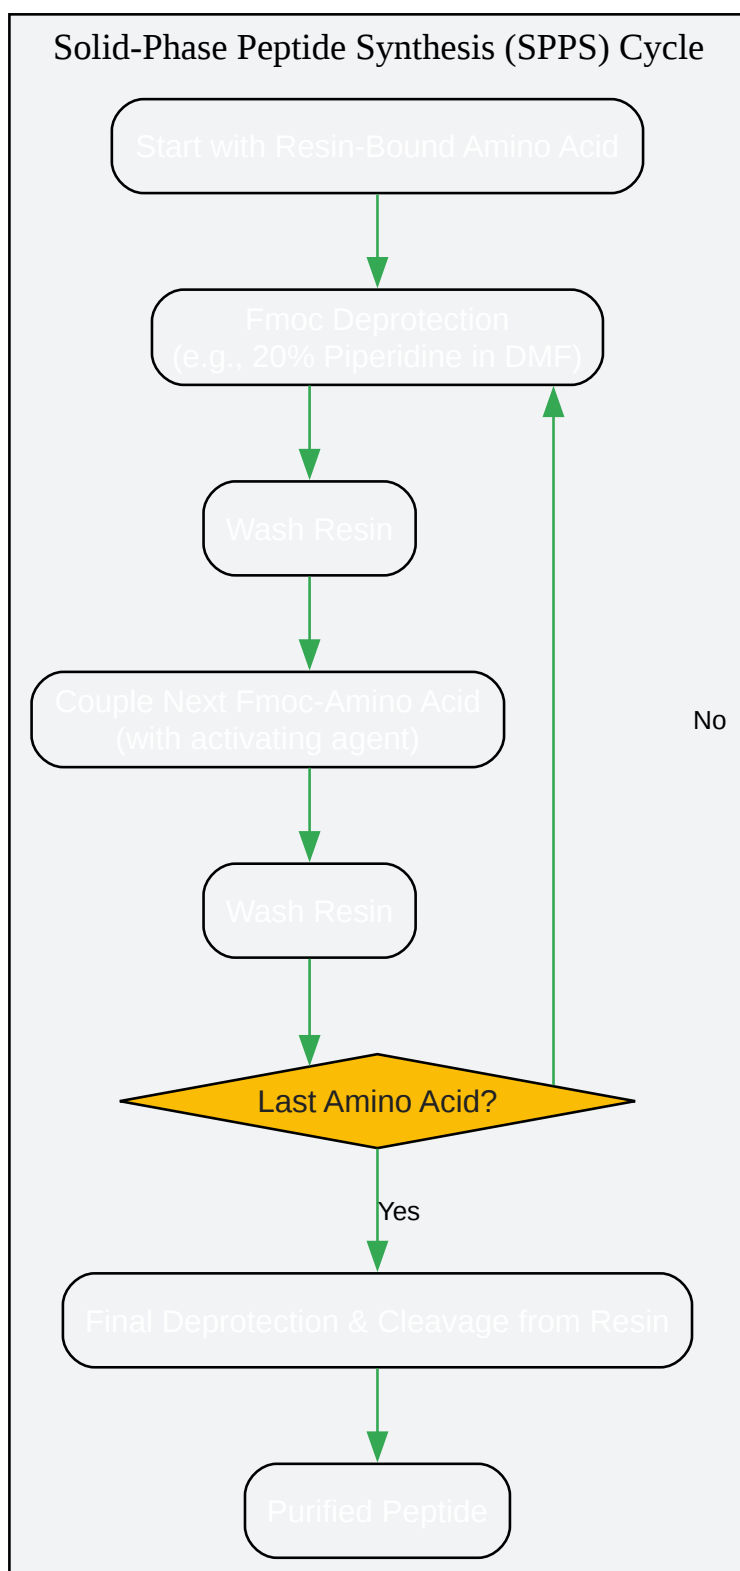 Solid-Phase Peptide Synthesis (SPPS) Cycle
Start with Resin-Bound Amino Acid
Fmoc Deprotection
(e.g., 20% Piperidine in DMF)
Wash Resin
Couple Next Fmoc-Amino Acid
(with activating agent)
No
Wash Resin
Last Amino Acid?
Yes
Final Deprotection & Cleavage from Resin
Purified Peptide